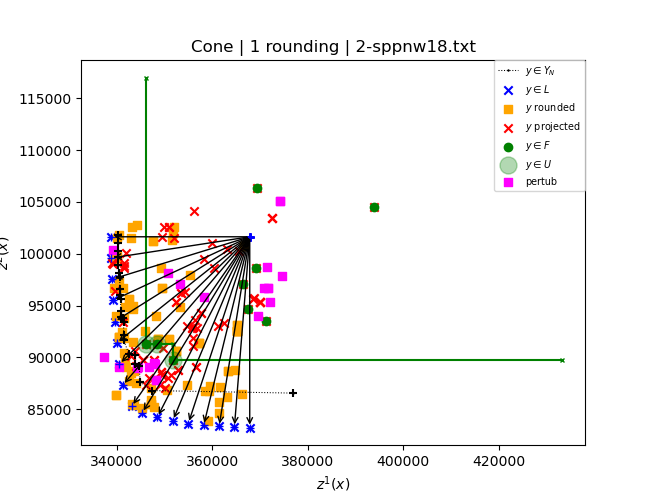 Cone | 1 rounding | 2-sppnw18.txt
z²(x)
115000
110000
105000
100000
95000
90000
85000
340000 360000 380000 400000 420000
z¹(x)
y ∈ Y_N
y ∈ L
y rounded
y projected
y ∈ F
y ∈ U
pertub